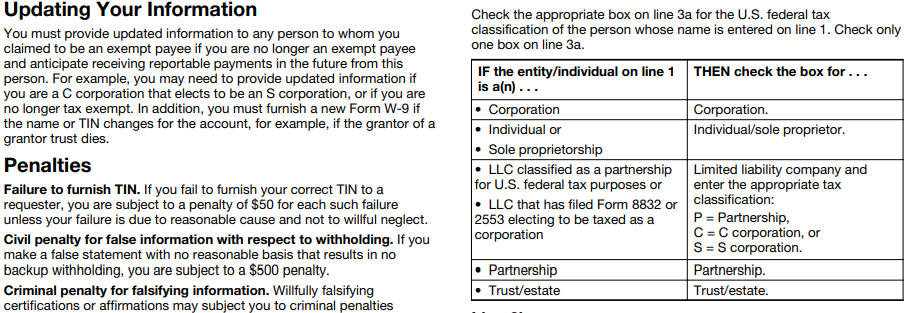 Updating Your Information
You must provide updated information to any person to whom you
claimed to be an exempt payee if you are no longer an exempt payee
and anticipate receiving reportable payments in the future from this
person. For example, you may need to provide updated information if
you are a C corporation that elects to be an S corporation, or if you are
no longer tax exempt. In addition, you must furnish a new Form W-9 if
the name or TIN changes for the account, for example, if the grantor of a
grantor trust dies.
Penalties
Failure to furnish TIN. If you fail to furnish your correct TIN to a
requester, you are subject to a penalty of $50 for each such failure
unless your failure is due to reasonable cause and not to willful neglect.
Civil penalty for false information with respect to withholding. If you
make a false statement with no reasonable basis that results in no
backup withholding, you are subject to a $500 penalty.
Criminal penalty for falsifying information. Willfully falsifying
certifications or affirmations may subject you to criminal penalties
Check the appropriate box on line 3a for the U.S. federal tax
classification of the person whose name is entered on line 1. Check only
one box on line 3a.
IF the entity/individual on line 1
is a(n) . . .
THEN check the box for . . .
• Corporation
Corporation.
• Individual or
• Sole proprietorship
Individual/sole proprietor.
• LLC classified as a partnership
for U.S. federal tax purposes or
• LLC that has filed Form 8832 or
2553 electing to be taxed as a
corporation
Limited liability company and
enter the appropriate tax
classification:
P = Partnership,
C = C corporation, or
S = S corporation.
• Partnership
Partnership.
• Trust/estate
Trust/estate.